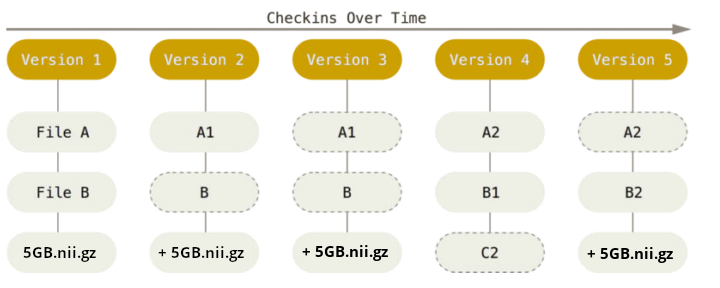 Checkins Over Time
Version 1 Version 2 Version 3 Version 4 Version 5
File A A1 A1 A2 A2
File B B B B1 B2
5GB.nii.gz + 5GB.nii.gz + 5GB.nii.gz C2 + 5GB.nii.gz